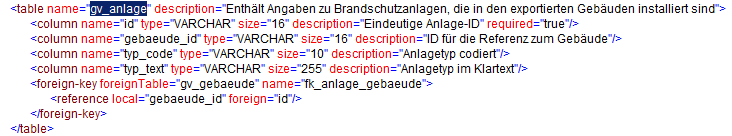 <table name="gv_anlage" description="Enthält Angaben zu Brandschutzanlagen, die in den exportierten Gebäuden installiert sind">
<column name="id" type="VARCHAR" size="16" description="Eindeutige Anlage-ID" required="true"/>
<column name="gebaeude_id" type="VARCHAR" size="16" description="ID für die Referenz zum Gebäude"/>
<column name="typ_code" type="VARCHAR" size="10" description="Anlagetyp codiert"/>
<column name="typ_text" type="VARCHAR" size="255" description="Anlagetyp im Klartext"/>
<foreign-key foreignTable="gv_gebaeude" name="fk_anlage_gebaeude">
<reference local="gebaeude_id" foreign="id"/>
</foreign-key>
</table>